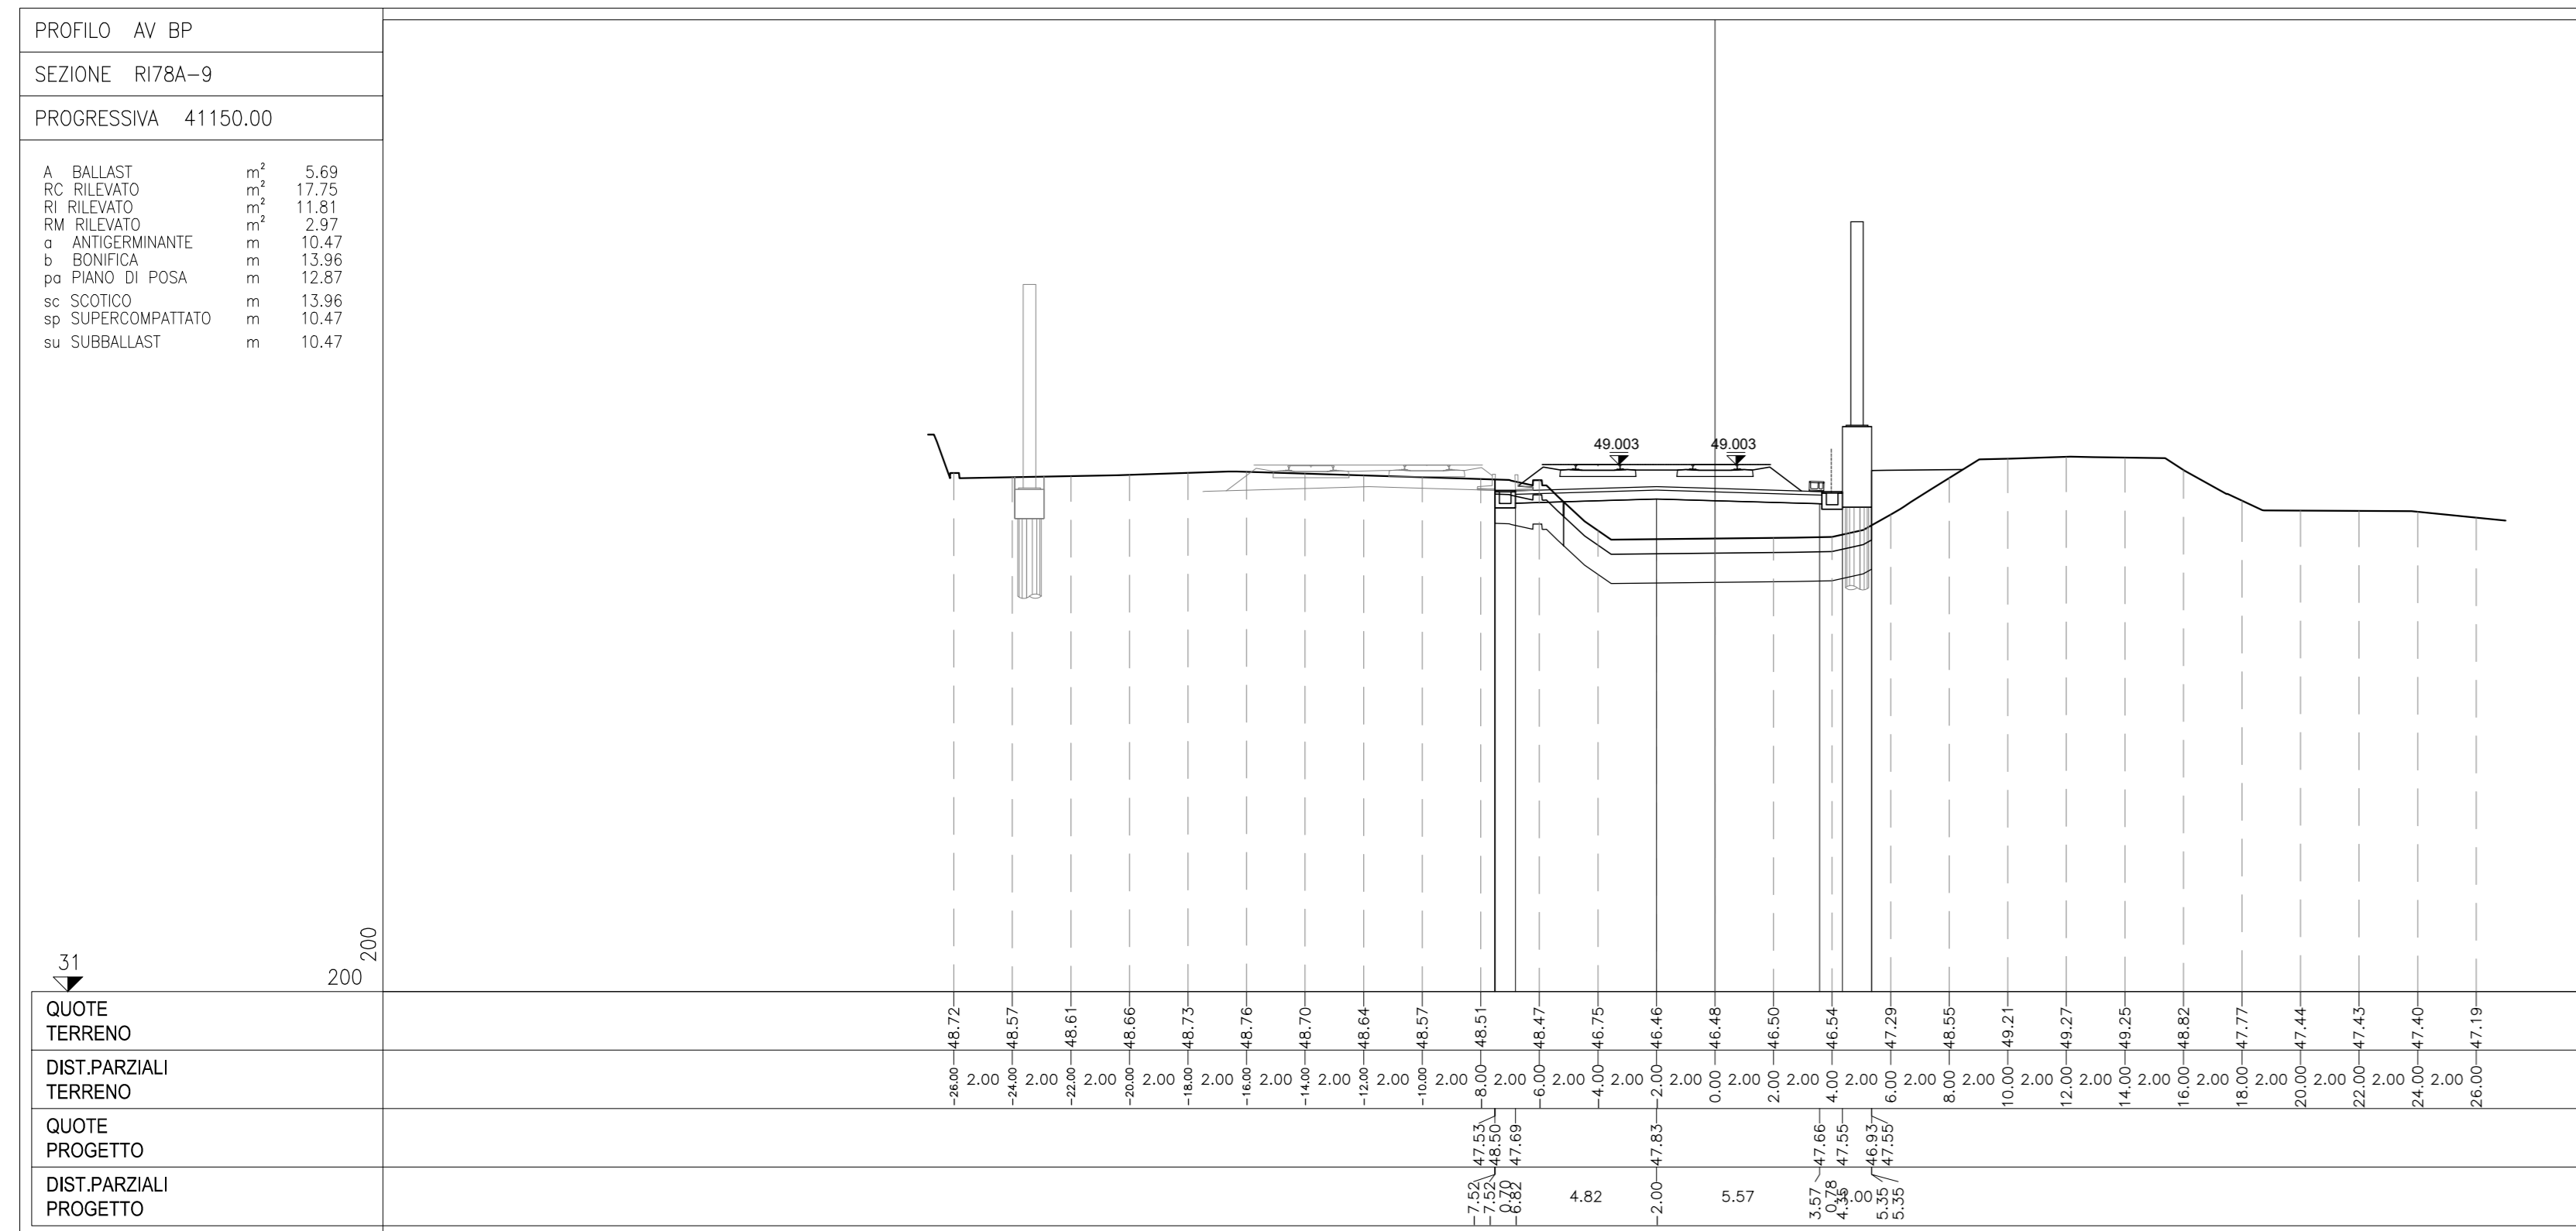 PROFILO AV BP
SEZIONE RI78A-9
PROGRESSIVA 41150.00
A BALLAST m² 5.69
RC RILEVATO m² 17.75
RI RILEVATO m² 11.81
RM RILEVATO m² 2.97
a ANTIGERMINANTE m 10.47
b BONIFICA m 13.96
pa PIANO DI POSA m 12.87
sc SCOTICO m 13.96
sp SUPERCOMPATTATO m 10.47
su SUBBALLAST m 10.47
49.003 49.003
31 200 200
QUOTE TERRENO
48.72 48.57 48.61 48.66 48.73 48.76 48.70 48.64 48.57 48.51 48.47 46.75 46.46 46.48 46.50 46.54 47.29 48.55 49.21 49.27 49.25 48.82 47.77 47.44 47.43 47.40 47.19
DIST.PARZIALI TERRENO
-26.00 2.00 -24.00 2.00 -22.00 2.00 -20.00 2.00 -18.00 2.00 -16.00 2.00 -14.00 2.00 -12.00 2.00 -10.00 2.00 -8.00 2.00 -6.00 2.00 -4.00 2.00 -2.00 2.00 0.00 2.00 2.00 2.00 4.00 2.00 6.00 2.00 8.00 2.00 10.00 2.00 12.00 2.00 14.00 2.00 16.00 2.00 18.00 2.00 20.00 2.00 22.00 2.00 24.00 2.00 26.00
QUOTE PROGETTO
47.53 48.50 47.69 47.83 47.66 47.55 46.93 47.55
DIST.PARZIALI PROGETTO
-7.52 -7.52 0.70 -6.82 4.82 -2.00 5.57 3.57 0.78 4.35 1.00 5.35 5.35